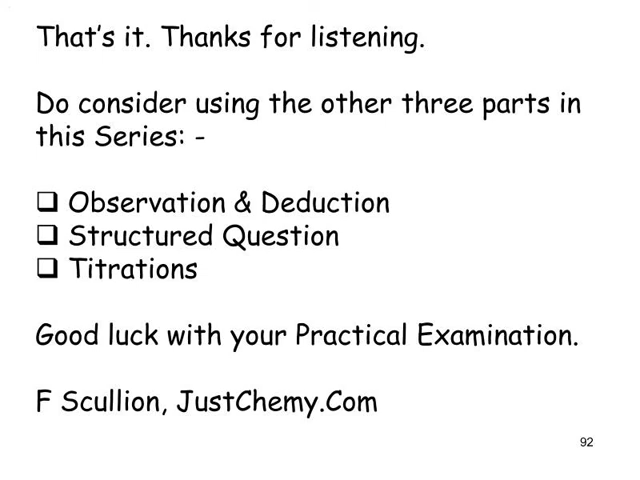 That's it. Thanks for listening.
Do consider using the other three parts in
this Series: -
❑ Observation & Deduction
❑ Structured Question
❑ Titrations
Good luck with your Practical Examination.
F Scullion, JustChemy.Com
92